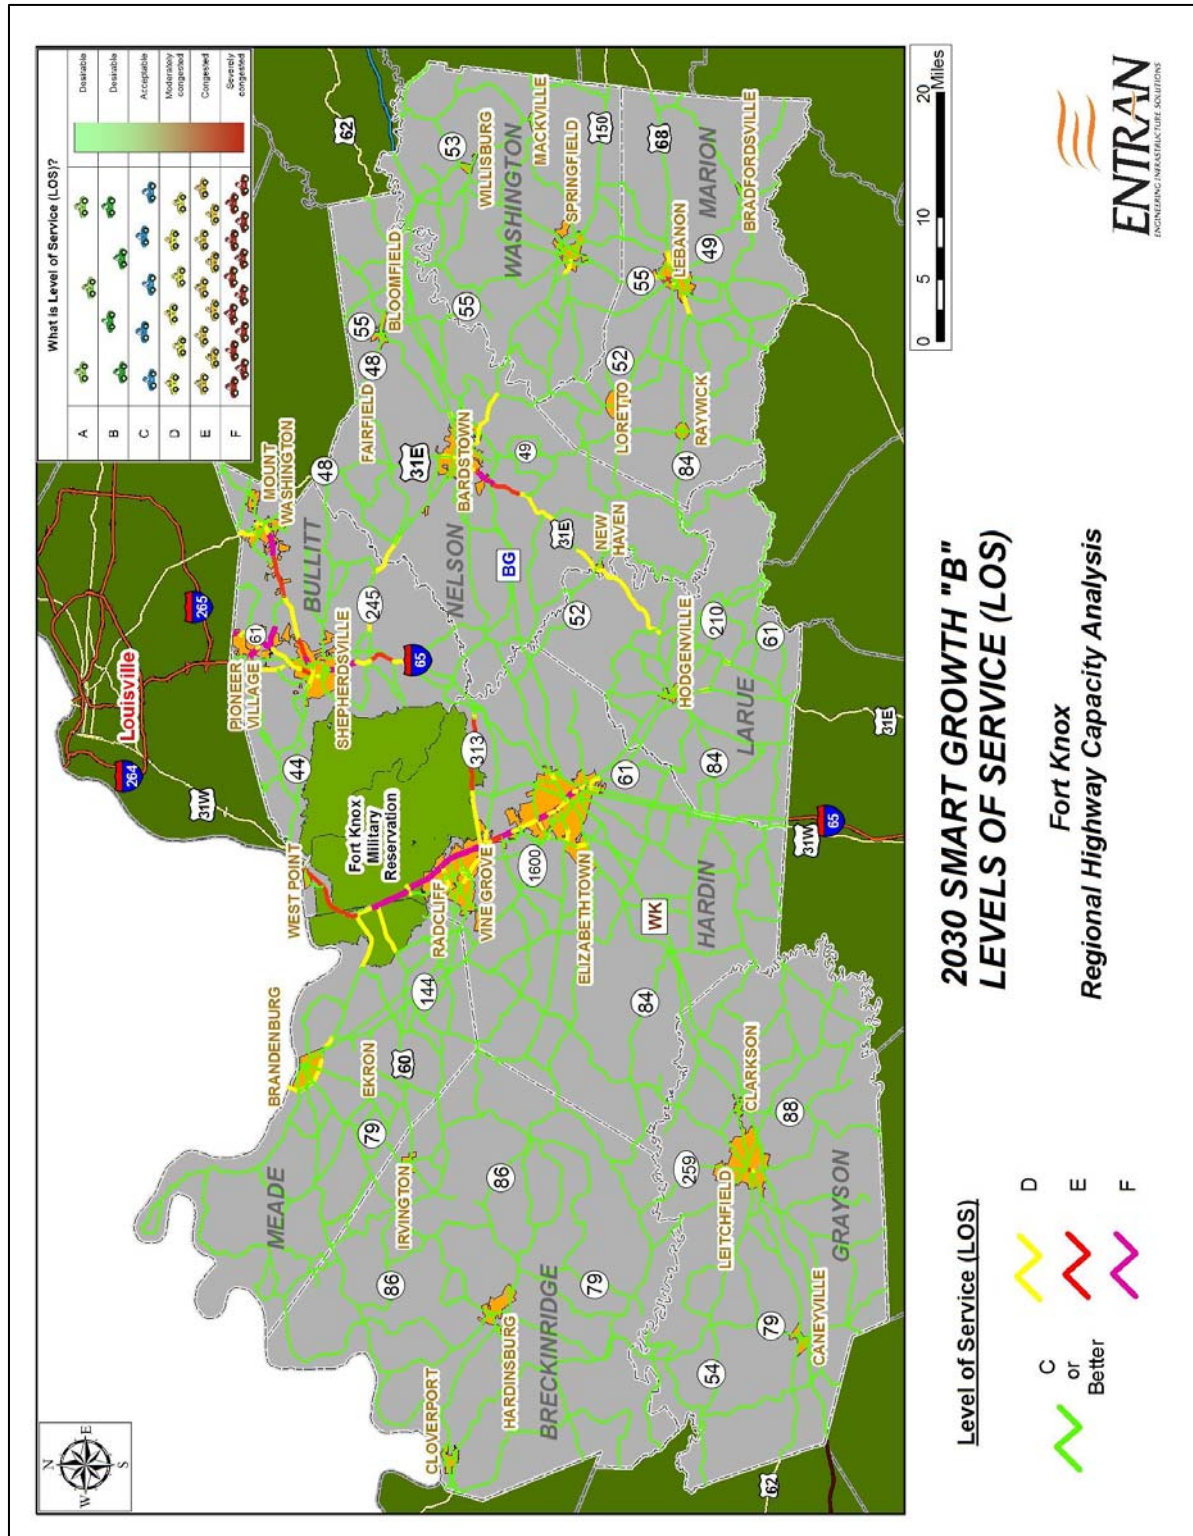 What is Level of Service (LOS)?
A
Desirable
B
Desirable
C
Acceptable
D
Moderately
congested
E
Congested
F
Severely
congested
N
W
E
S
Louisville
264
265
31W
62
MOUNT
WASHINGTON
PIONEER
VILLAGE
61
BULLITT
48
SHEPHERDSVILLE
44
245
65
WEST POINT
Fort Knox
Military
Reservation
BRANDENBURG
MEADE
EKRON
60
79
144
RADCLIFF
VINE GROVE
313
IRVINGTON
86
86
CLOVERPORT
HARDINSBURG
BRECKINRIDGE
79
FAIRFIELD
48
55
BLOOMFIELD
31E
BARDSTOWN
NELSON
BG
49
31E
NEW
HAVEN
52
55
53
WILLISBURG
WASHINGTON
MACKVILLE
SPRINGFIELD
150
68
MARION
55
LEBANON
49
BRADFORDSVILLE
52
LORETTO
RAYWICK
84
1600
ELIZABETHTOWN
61
WK
HARDIN
84
HODGENVILLE
210
61
LARUE
84
31W
65
31E
259
CLARKSON
88
LEITCHFIELD
GRAYSON
79
CANEYVILLE
54
62
0
5
10
20
Miles
Level of Service (LOS)
C
or
Better
D
E
F
2030 SMART GROWTH "B"
LEVELS OF SERVICE (LOS)
Fort Knox
Regional Highway Capacity Analysis
ENTRAN
ENGINEERING INFRASTRUCTURE SOLUTIONS